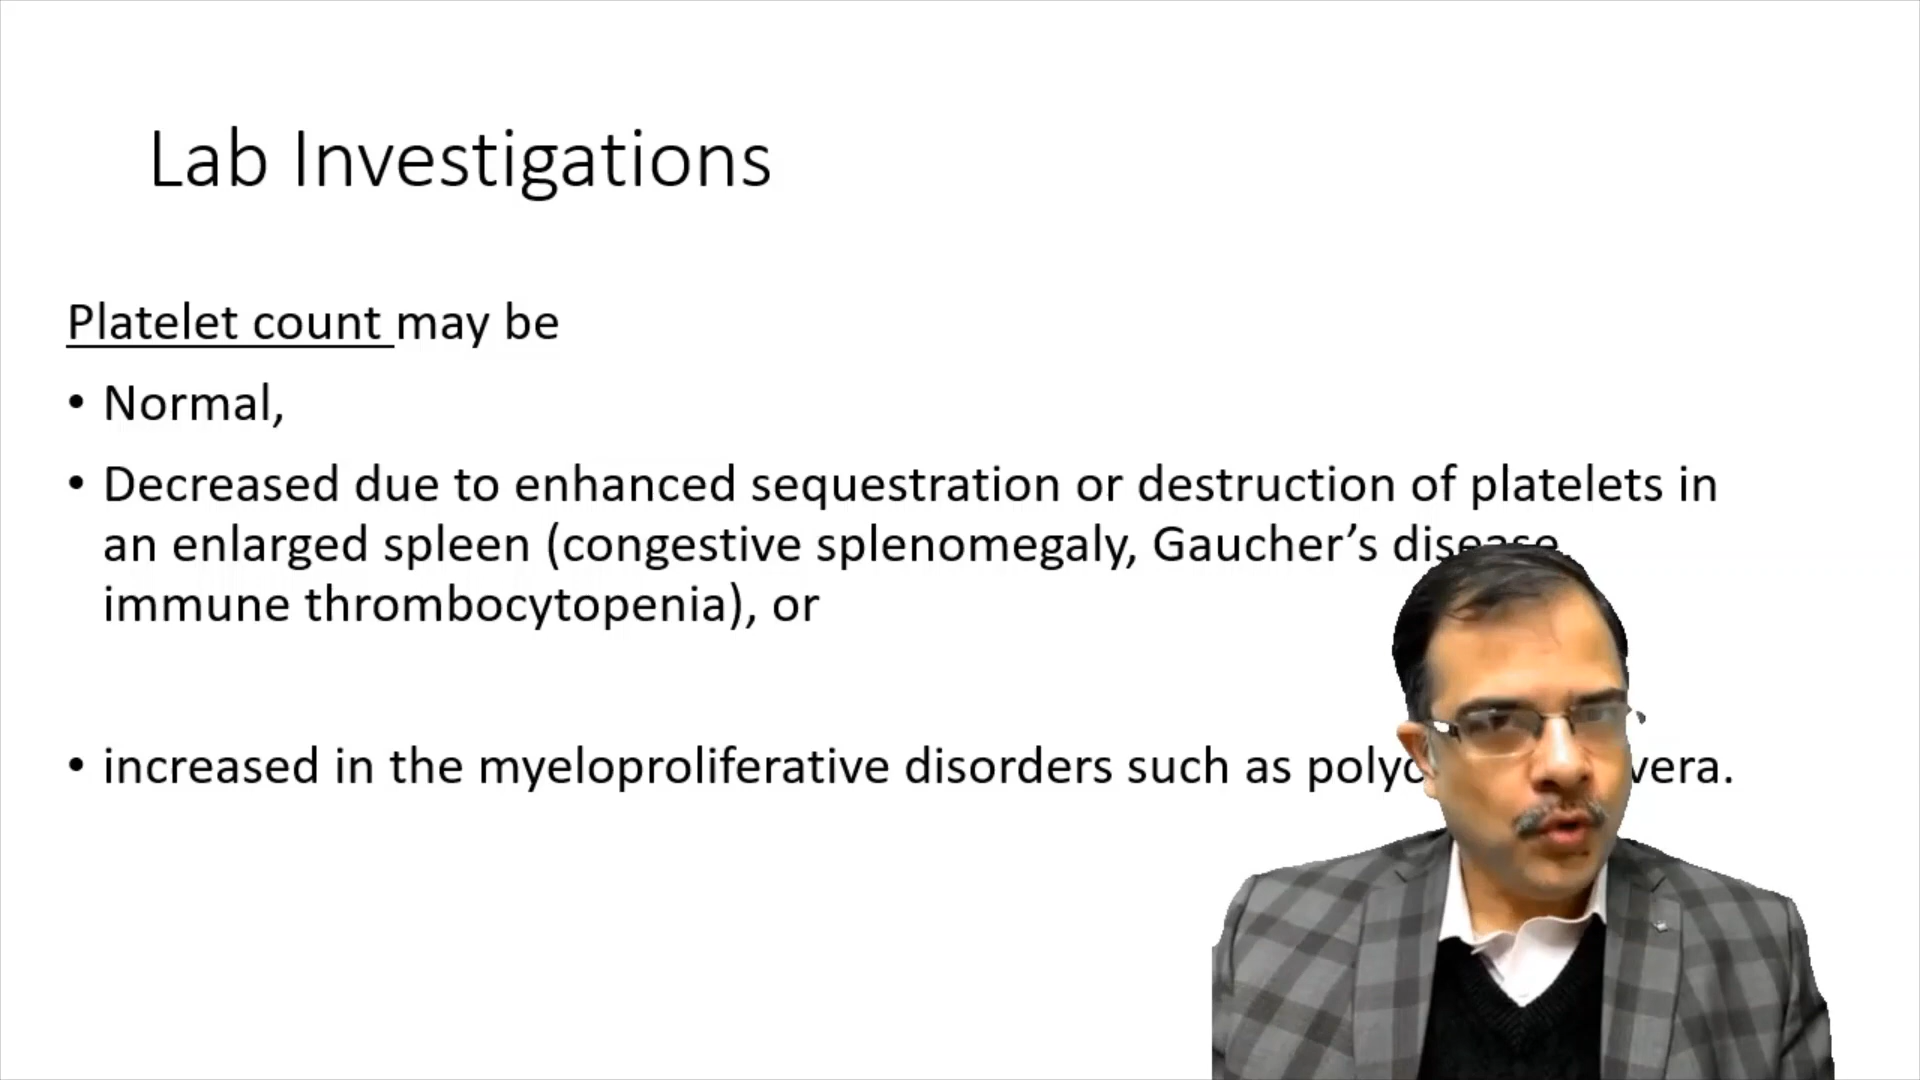 Lab Investigations
Platelet count may be
• Normal,
• Decreased due to enhanced sequestration or destruction of platelets in
an enlarged spleen (congestive splenomegaly, Gaucher’s disease,
immune thrombocytopenia), or
• increased in the myeloproliferative disorders such as vera.